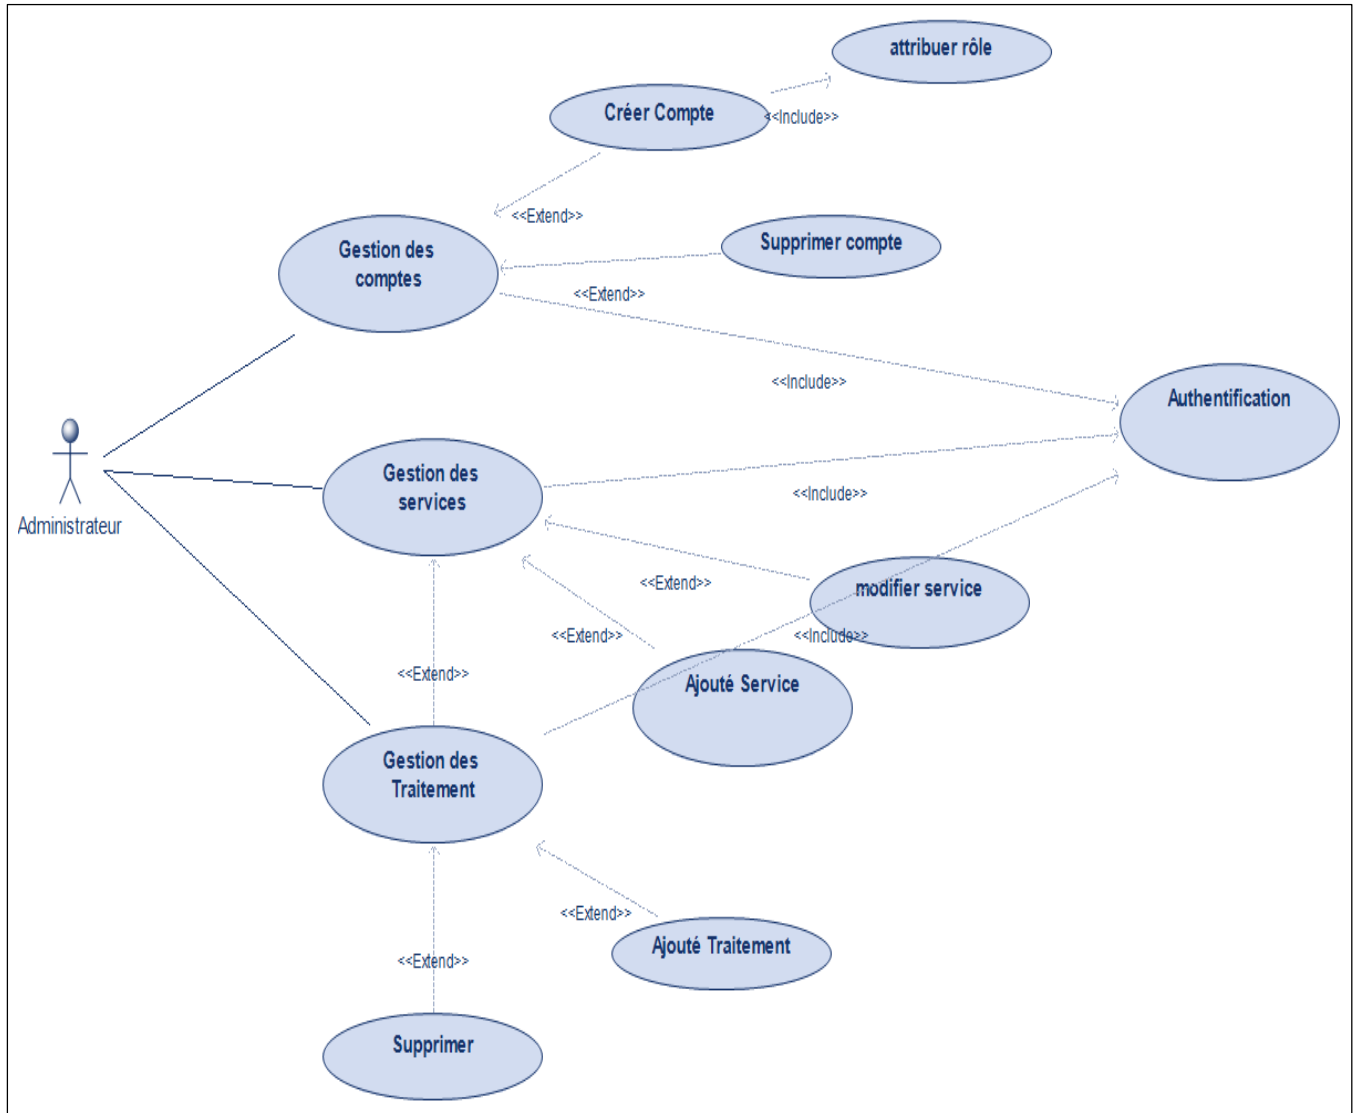 attribuer rôle
Créer Compte
<<Include>>
<<Extend>>
Supprimer compte
Gestion des
comptes
<<Extend>>
<<Include>>
Authentification
Gestion des
services
<<Include>>
Administrateur
<<Extend>>
modifier service
<<Extend>>
<<Include>>
<<Extend>>
Ajouté Service
Gestion des
Traitement
<<Extend>>
Ajouté Traitement
<<Extend>>
Supprimer